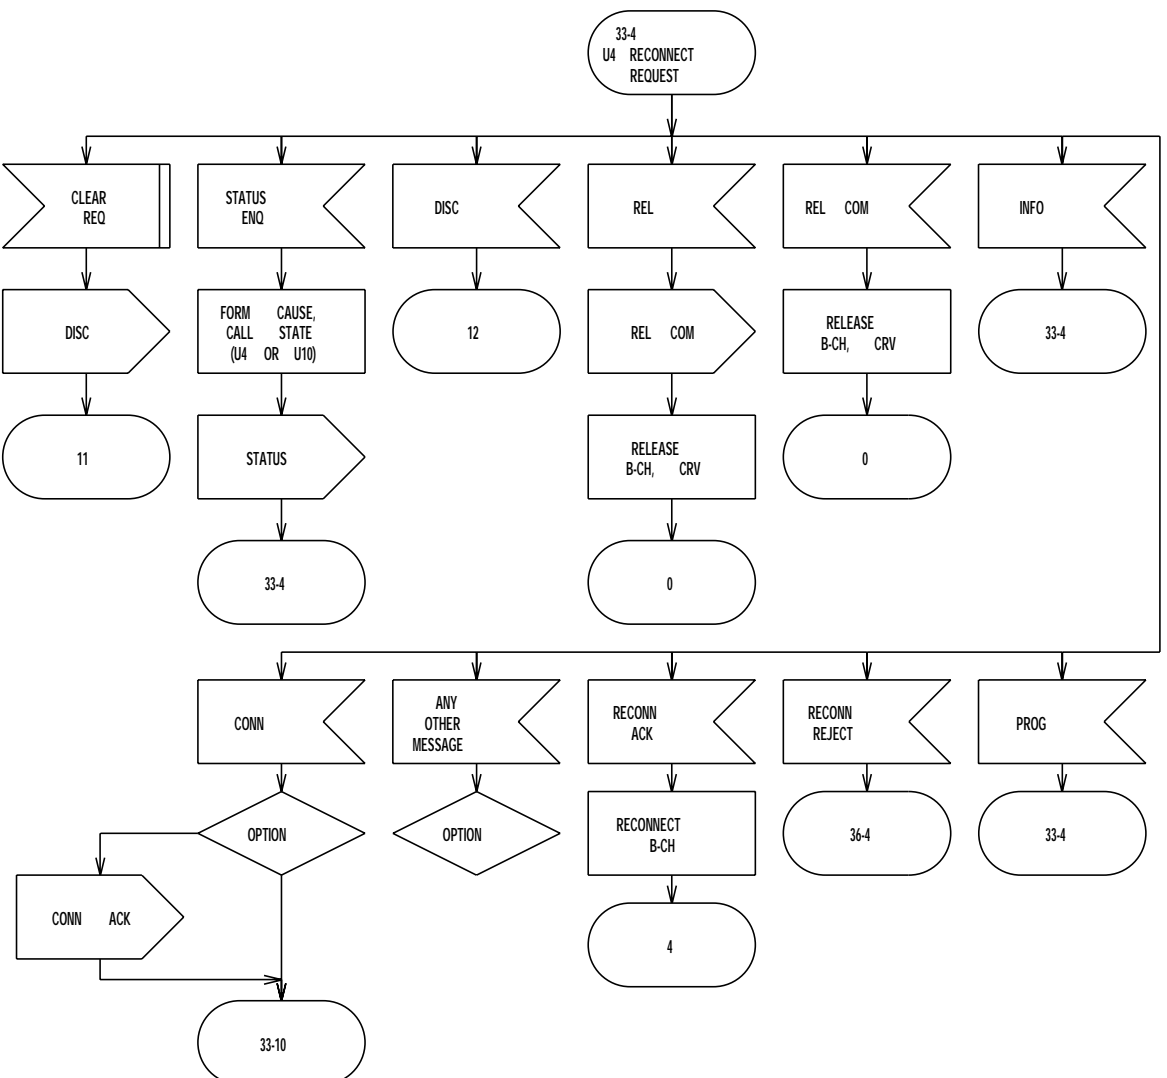 33-4
U4 RECONNECT
REQUEST
CLEAR
REQ
STATUS
ENQ
DISC
REL
REL COM
INFO
DISC
FORM CAUSE,
CALL STATE
(U4 OR U10)
12
REL COM
RELEASE
B-CH, CRV
33-4
11
STATUS
RELEASE
B-CH, CRV
0
33-4
0
CONN
ANY
OTHER
MESSAGE
RECONN
ACK
RECONN
REJECT
PROG
OPTION
OPTION
RECONNECT
B-CH
36-4
33-4
CONN ACK
4
33-10